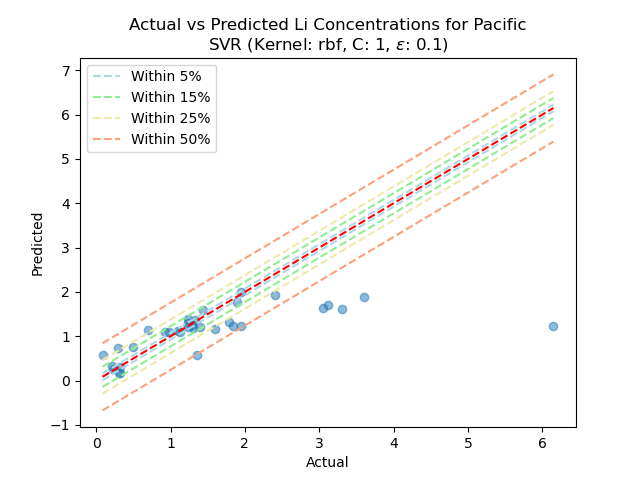 Actual vs Predicted Li Concentrations for Pacific
SVR (Kernel: rbf, C: 1, ε: 0.1)
Within 5%
Within 15%
Within 25%
Within 50%
Predicted
7
6
5
4
3
2
1
0
−1
0 1 2 3 4 5 6
Actual